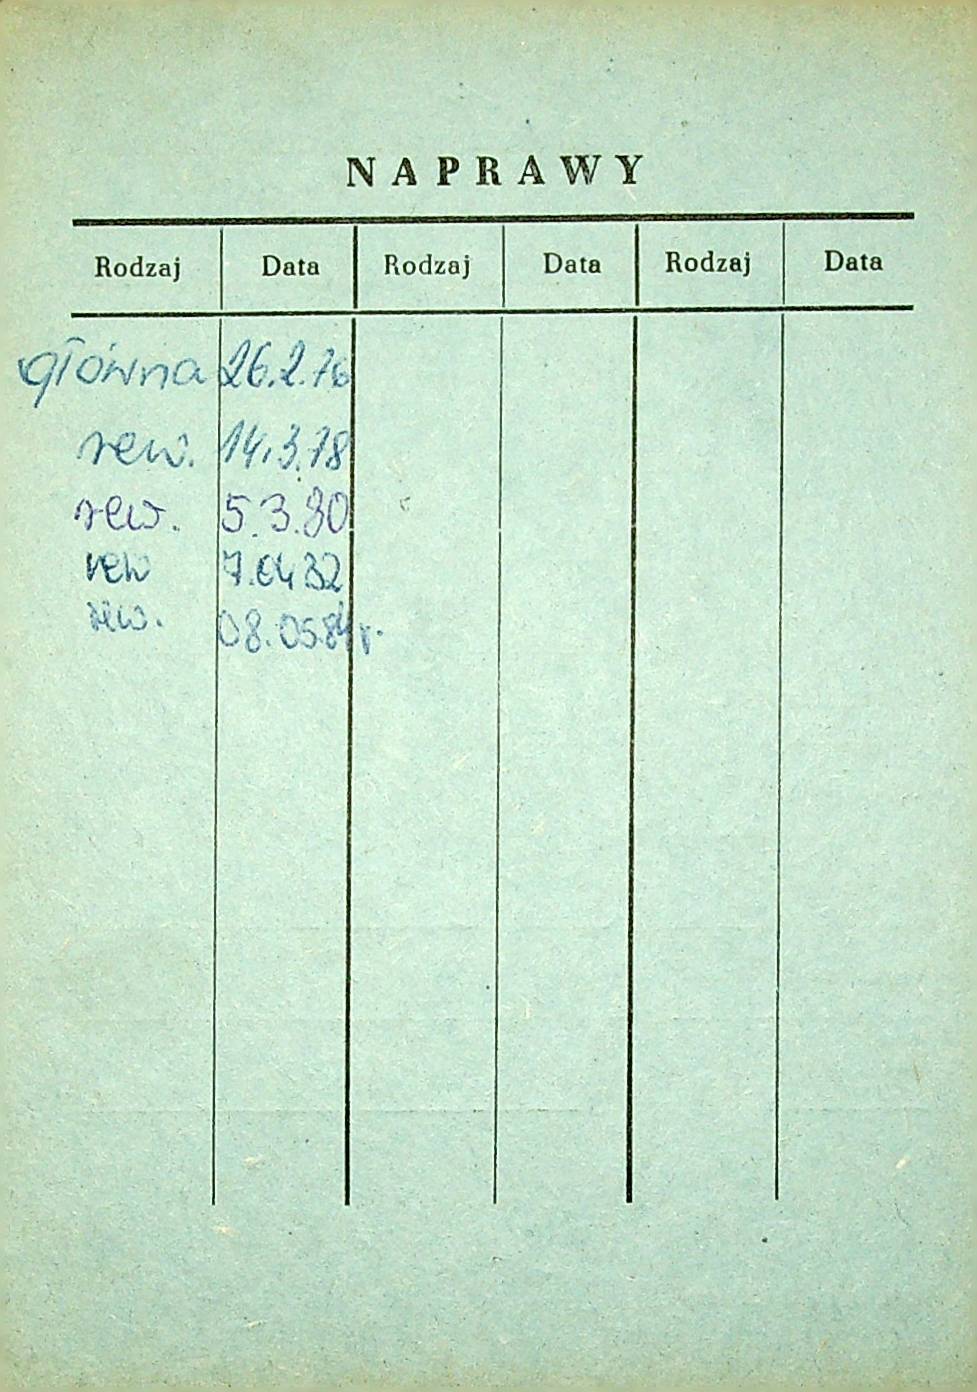 NAPRAWY
Rodzaj Data Rodzaj Data Rodzaj Data
główna 26.2.76
rew. 14.3.78
rew. 5.3.80
rew 7.04 82
rew. 08.05.84 r.